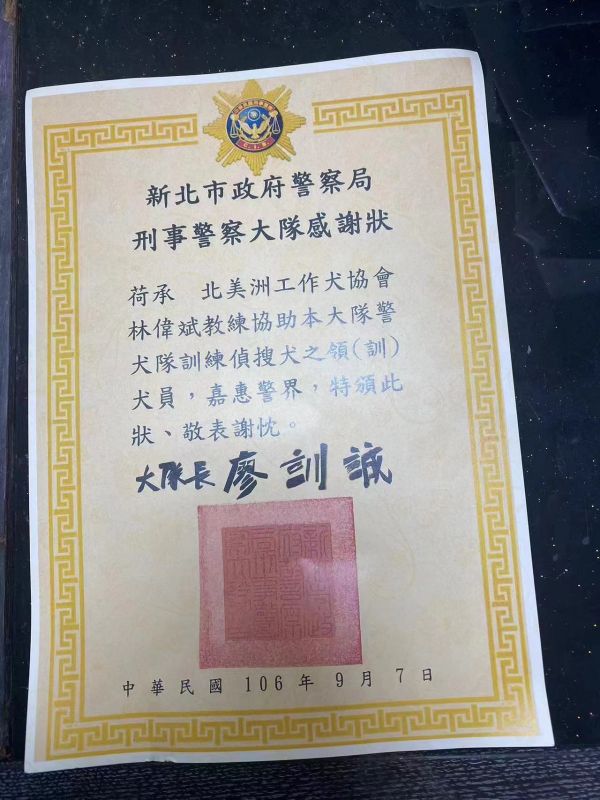 新北市政府警察局
刑事警察大隊感謝狀
荷承 北美洲工作犬協會
林偉斌教練協助本大隊警
犬隊訓練偵搜犬之領(訓)
犬員，嘉惠警界，特頒此
狀、敬表謝忱。
大隊長 廖訓誠
中華民國 106 年 9 月 7 日